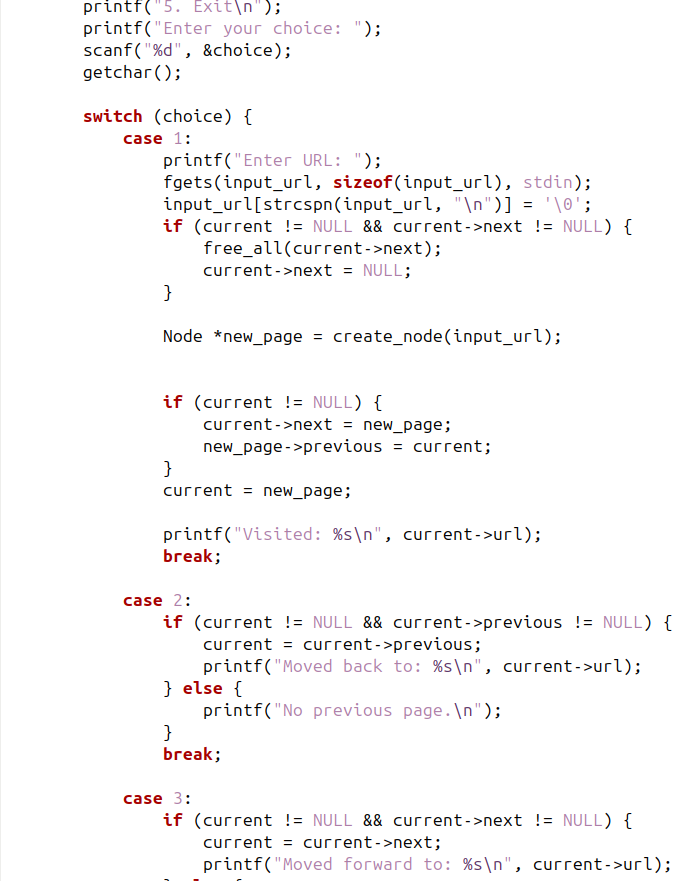 printf("5. Exit\n");
printf("Enter your choice: ");
scanf("%d", &choice);
getchar();
switch (choice) {
case 1:
printf("Enter URL: ");
fgets(input_url, sizeof(input_url), stdin);
input_url[strcspn(input_url, "\n")] = '\0';
if (current != NULL && current->next != NULL) {
free_all(current->next);
current->next = NULL;
}
Node *new_page = create_node(input_url);
if (current != NULL) {
current->next = new_page;
new_page->previous = current;
}
current = new_page;
printf("Visited: %s\n", current->url);
break;
case 2:
if (current != NULL && current->previous != NULL) {
current = current->previous;
printf("Moved back to: %s\n", current->url);
} else {
printf("No previous page.\n");
}
break;
case 3:
if (current != NULL && current->next != NULL) {
current = current->next;
printf("Moved forward to: %s\n", current->url);
} else {